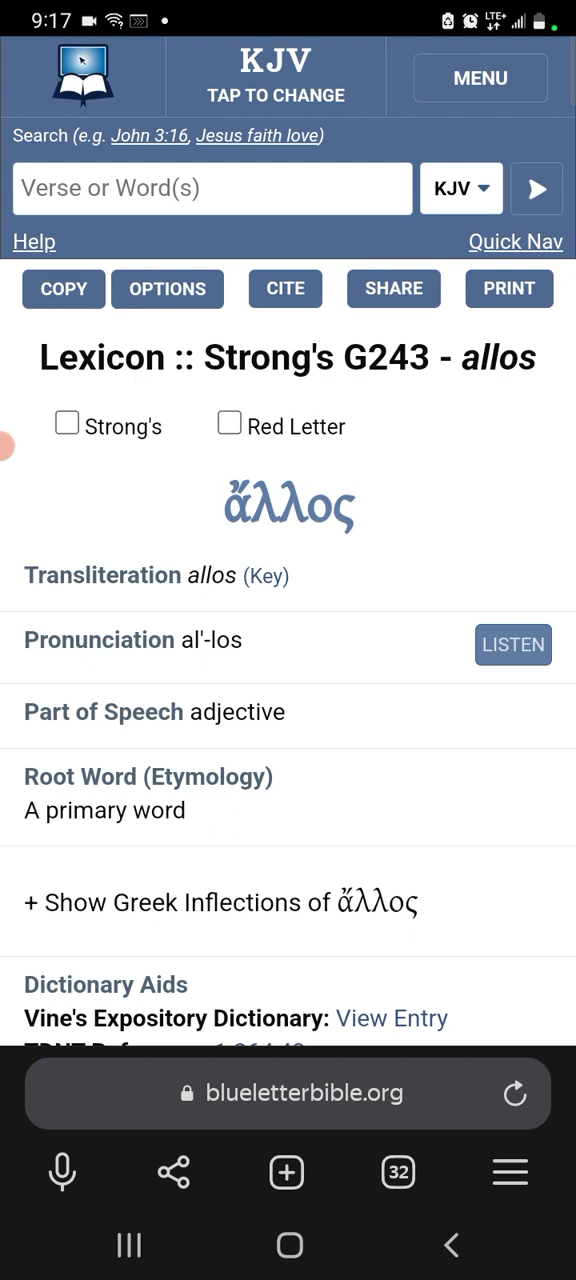 9:17 LTE+
KJV
TAP TO CHANGE
MENU
Search (e.g. John 3:16, Jesus faith love)
Verse or Word(s) KJV
Help Quick Nav
COPY OPTIONS CITE SHARE PRINT
Lexicon :: Strong's G243 - allos
Strong's Red Letter
ἄλλος
Transliteration allos (Key)
Pronunciation al'-los LISTEN
Part of Speech adjective
Root Word (Etymology)
A primary word
+ Show Greek Inflections of ἄλλος
Dictionary Aids
Vine's Expository Dictionary: View Entry
blueletterbible.org
32